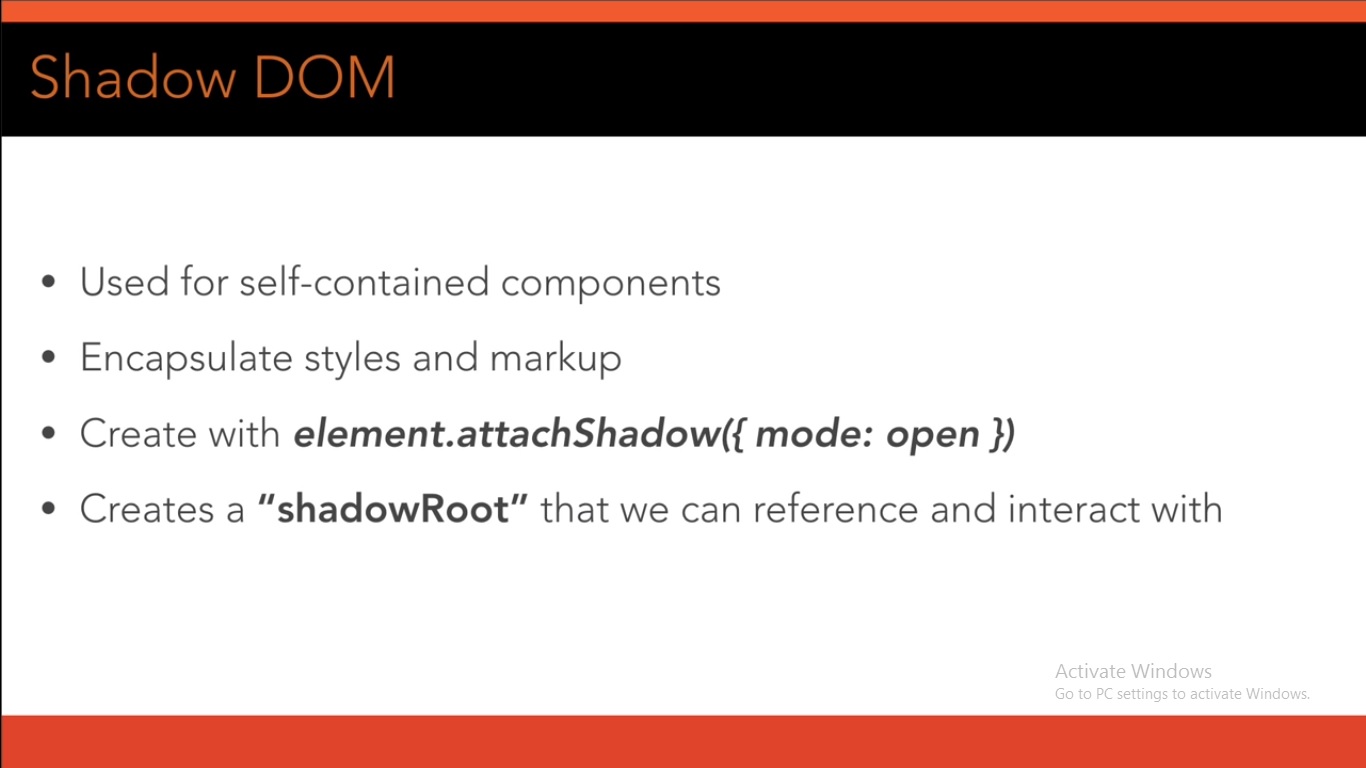 Shadow DOM
• Used for self-contained components
• Encapsulate styles and markup
• Create with element.attachShadow({ mode: open })
• Creates a “shadowRoot” that we can reference and interact with
Activate Windows
Go to PC settings to activate Windows.